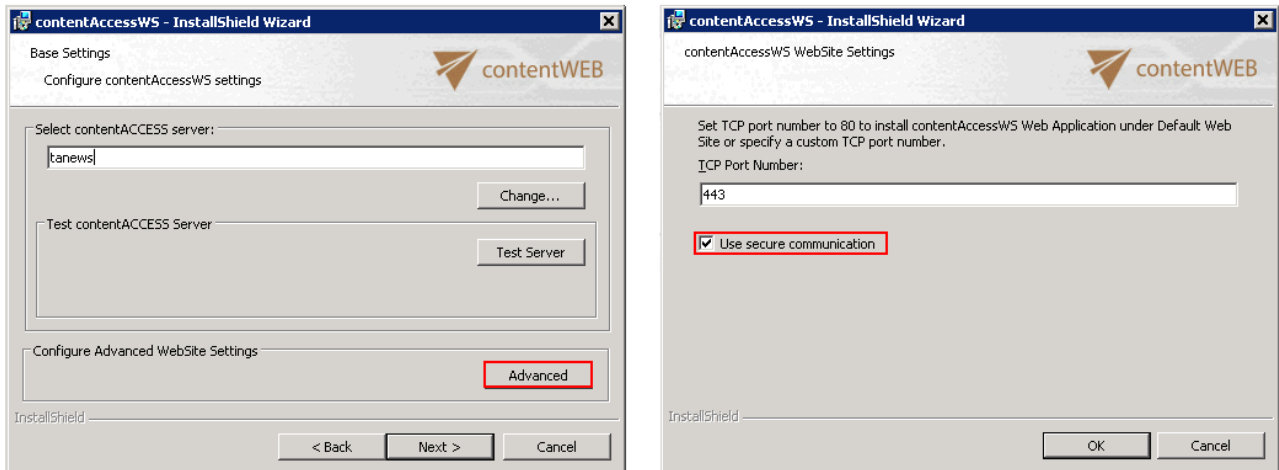 contentAccessWS - InstallShield Wizard
Base Settings
Configure contentAccessWS settings
contentWEB
Select contentACCESS server:
tanews
Change...
Test contentACCESS Server
Test Server
Configure Advanced WebSite Settings
Advanced
InstallShield
< Back
Next >
Cancel
contentAccessWS - InstallShield Wizard
contentAccessWS WebSite Settings
contentWEB
Set TCP port number to 80 to install contentAccessWS Web Application under Default Web
Site or specify a custom TCP port number.
TCP Port Number:
443
Use secure communication
InstallShield
OK
Cancel